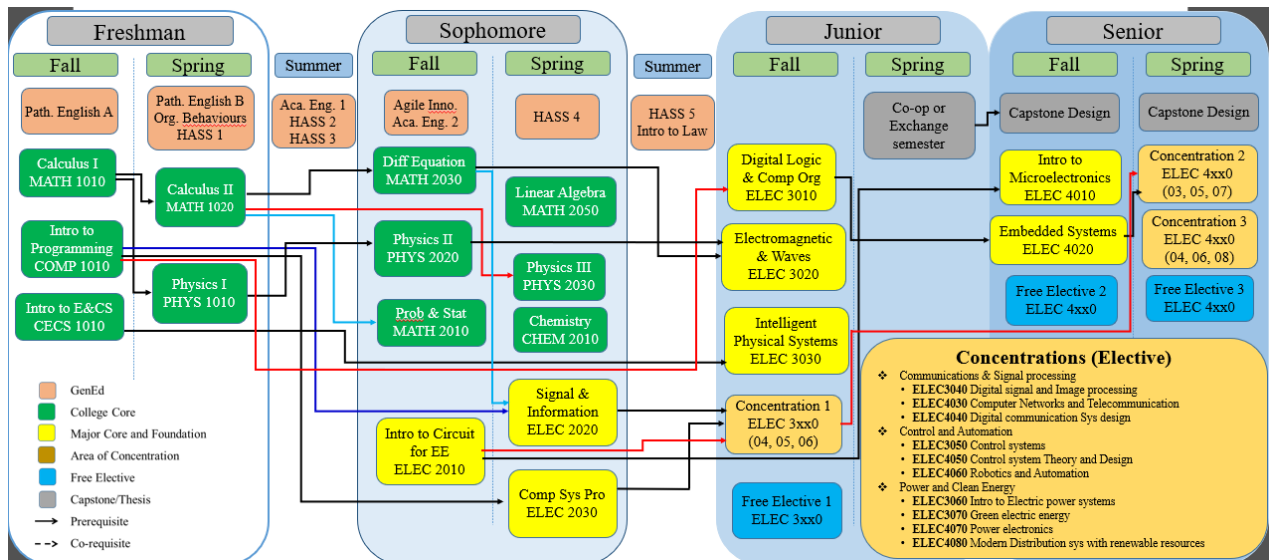 Freshman
Sophomore
Junior
Senior
Fall
Spring
Summer
Fall
Spring
Summer
Fall
Spring
Fall
Spring
Path. English A
Path. English B
Org. Behaviours
HASS 1
Aca. Eng. 1
HASS 2
HASS 3
Agile Inno.
Aca. Eng. 2
HASS 4
HASS 5
Intro to Law
Co-op or
Exchange
semester
Capstone Design
Capstone Design
Calculus I
MATH 1010
Calculus II
MATH 1020
Diff Equation
MATH 2030
Linear Algebra
MATH 2050
Digital Logic
& Comp Org
ELEC 3010
Intro to
Microelectronics
ELEC 4010
Concentration 2
ELEC 4xx0
(03, 05, 07)
Intro to
Programming
COMP 1010
Physics I
PHYS 1010
Physics II
PHYS 2020
Physics III
PHYS 2030
Electromagnetic
& Waves
ELEC 3020
Embedded Systems
ELEC 4020
Concentration 3
ELEC 4xx0
(04, 06, 08)
Intro to E&CS
CECS 1010
Prob & Stat
MATH 2010
Chemistry
CHEM 2010
Intelligent
Physical Systems
ELEC 3030
Free Elective 2
ELEC 4xx0
Free Elective 3
ELEC 4xx0
Signal &
Information
ELEC 2020
Intro to Circuit
for EE
ELEC 2010
Comp Sys Pro
ELEC 2030
Concentration 1
ELEC 3xx0
(04, 05, 06)
Free Elective 1
ELEC 3xx0
GenEd
College Core
Major Core and Foundation
Area of Concentration
Free Elective
Capstone/Thesis
Prerequisite
Co-requisite
Concentrations (Elective)
❖ Communications & Signal processing
• ELEC3040 Digital signal and Image processing
• ELEC4030 Computer Networks and Telecommunication
• ELEC4040 Digital communication Sys design
❖ Control and Automation
• ELEC3050 Control systems
• ELEC4050 Control system Theory and Design
• ELEC4060 Robotics and Automation
❖ Power and Clean Energy
• ELEC3060 Intro to Electric power systems
• ELEC3070 Green electric energy
• ELEC4070 Power electronics
• ELEC4080 Modern Distribution sys with renewable resources